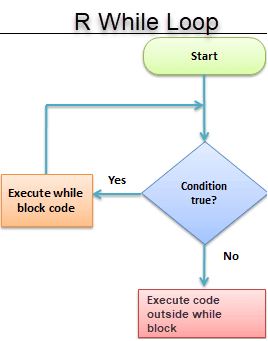 R While Loop
Start
Condition
true?
Yes
Execute while
block code
No
Execute code
outside while
block